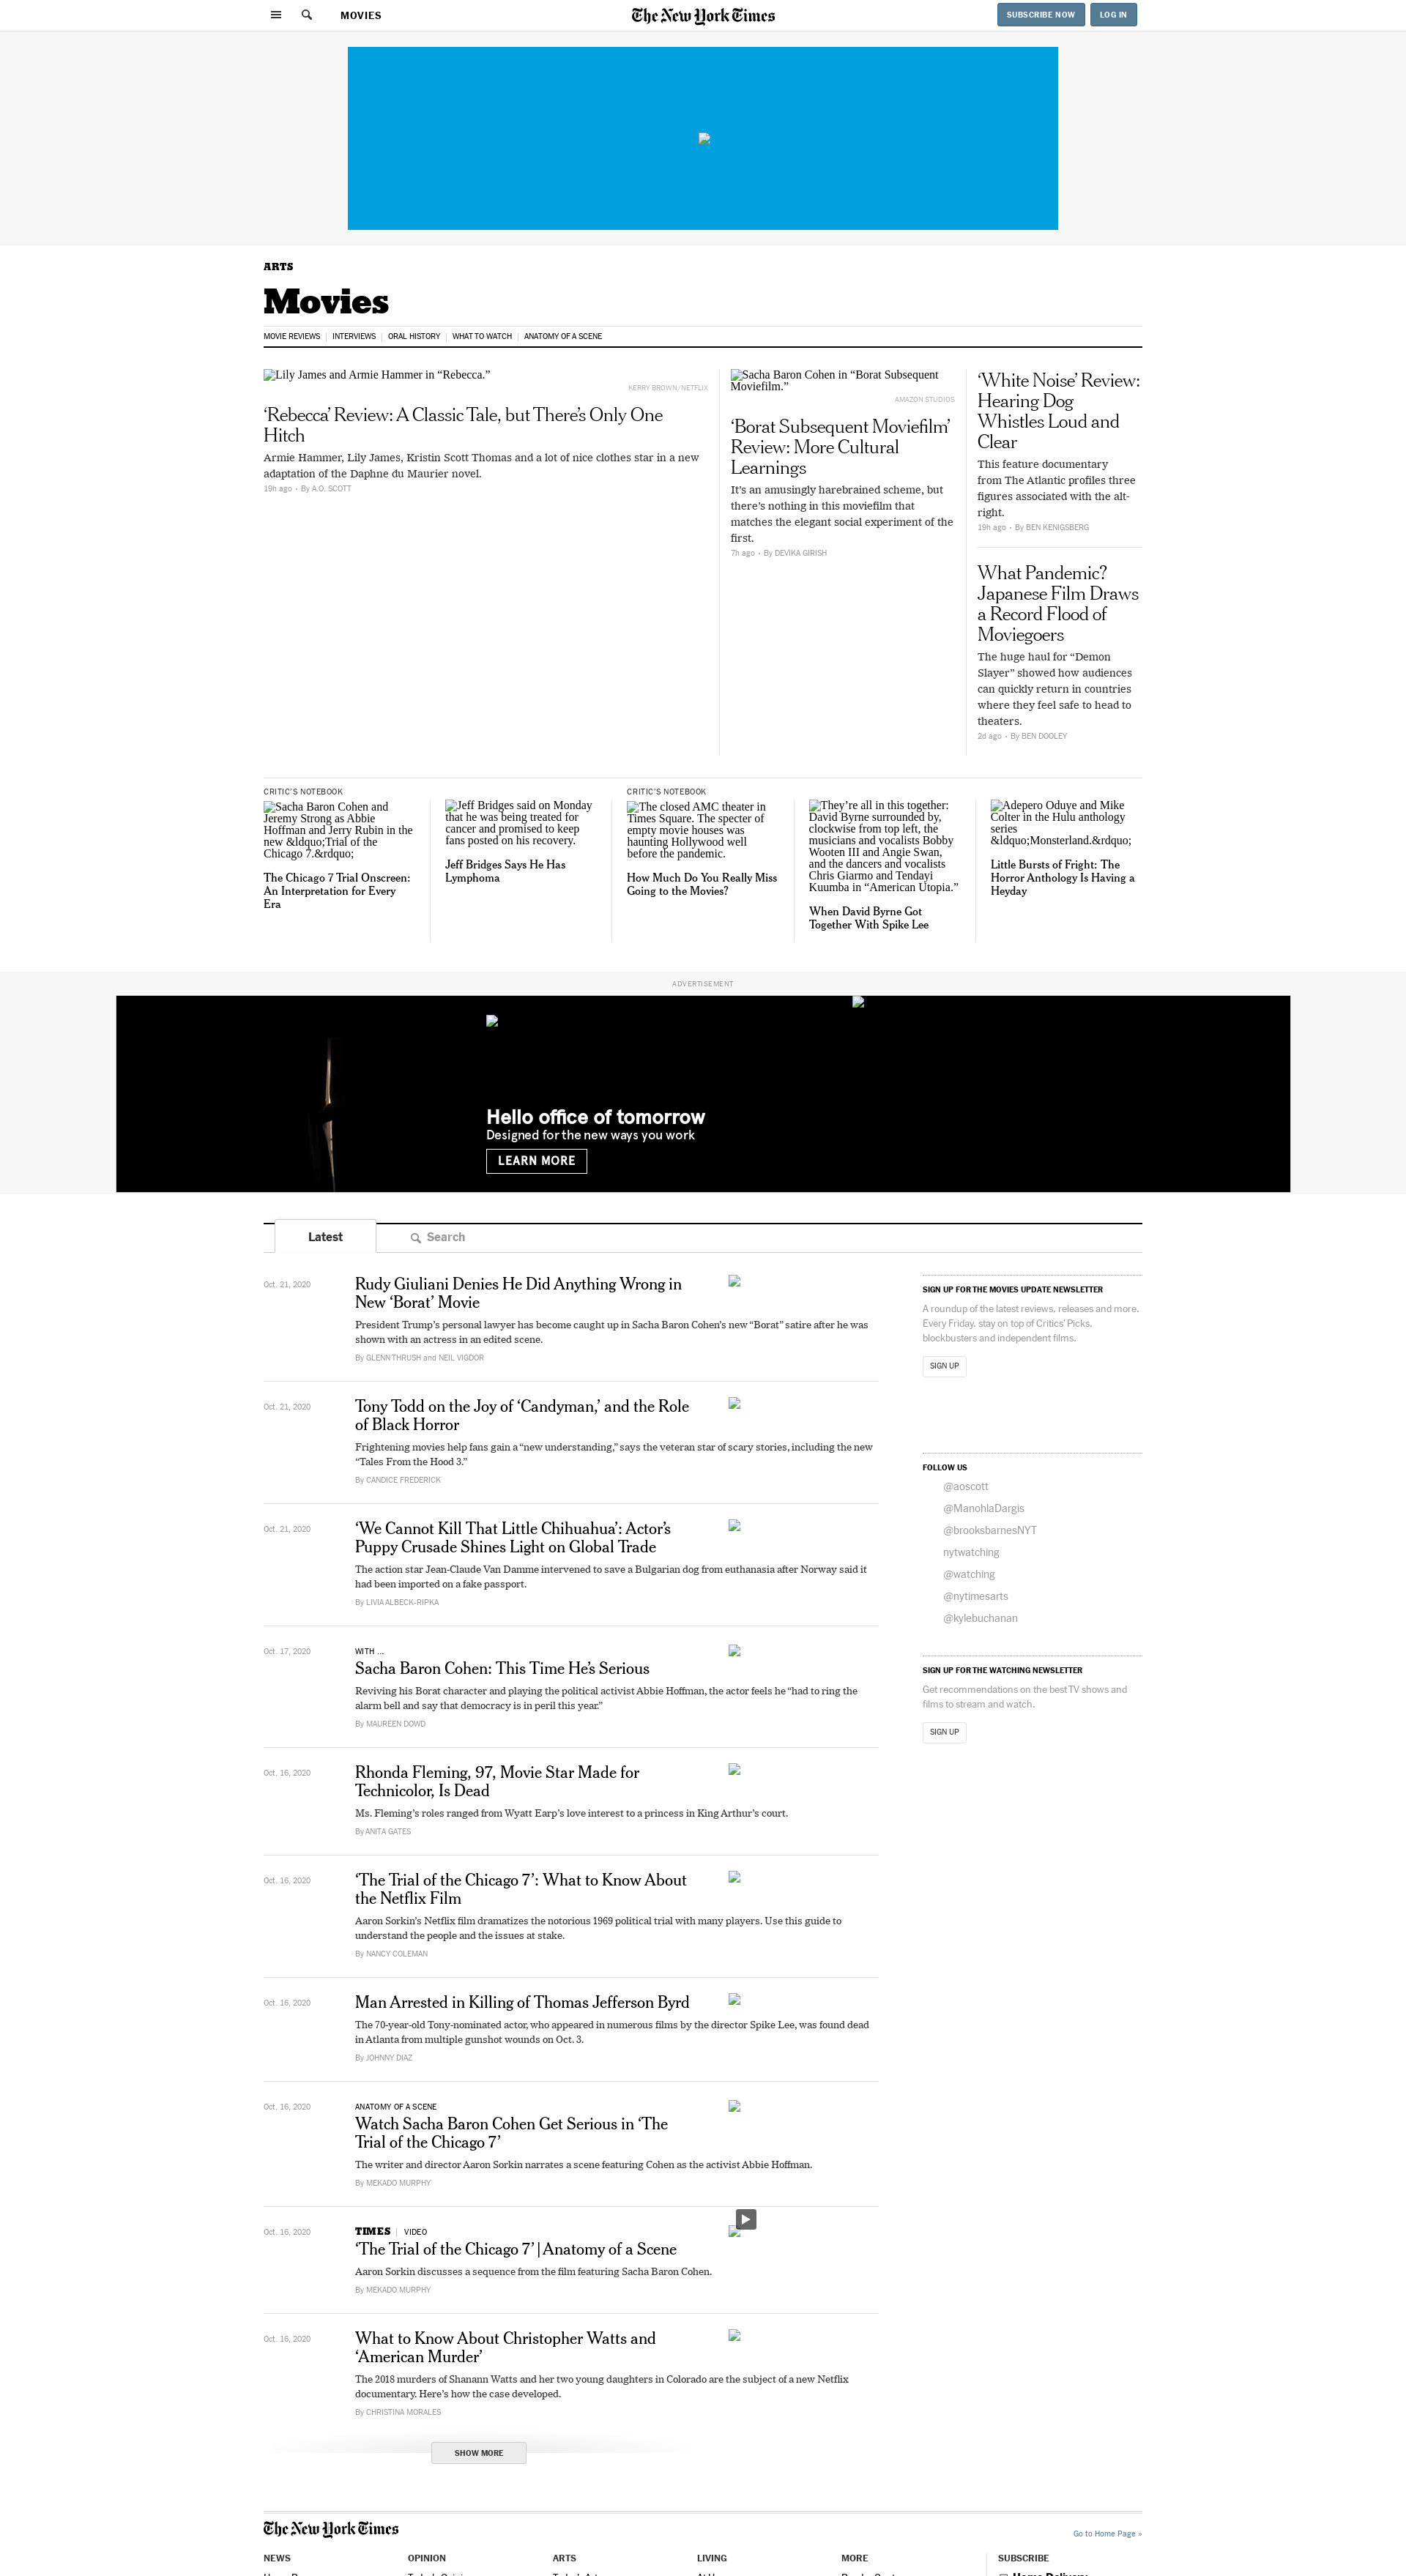 MOVIES
The New York Times
SUBSCRIBE NOW
LOG IN
ARTS
Movies
MOVIE REVIEWS | INTERVIEWS | ORAL HISTORY | WHAT TO WATCH | ANATOMY OF A SCENE
Lily James and Armie Hammer in “Rebecca.”
KERRY BROWN/NETFLIX
‘Rebecca’ Review: A Classic Tale, but There’s Only One
Hitch
Armie Hammer, Lily James, Kristin Scott Thomas and a lot of nice clothes star in a new
adaptation of the Daphne du Maurier novel.
19h ago • By A.O. SCOTT
Sacha Baron Cohen in “Borat Subsequent
Moviefilm.”
AMAZON STUDIOS
‘Borat Subsequent Moviefilm’
Review: More Cultural
Learnings
It’s an amusingly harebrained scheme, but
there’s nothing in this moviefilm that
matches the elegant social experiment of the
first.
7h ago • By DEVIKA GIRISH
‘White Noise’ Review:
Hearing Dog
Whistles Loud and
Clear
This feature documentary
from The Atlantic profiles three
figures associated with the alt-
right.
19h ago • By BEN KENIGSBERG
What Pandemic?
Japanese Film Draws
a Record Flood of
Moviegoers
The huge haul for “Demon
Slayer” showed how audiences
can quickly return in countries
where they feel safe to head to
theaters.
2d ago • By BEN DOOLEY
CRITIC’S NOTEBOOK
Sacha Baron Cohen and
Jeremy Strong as Abbie
Hoffman and Jerry Rubin in the
new &ldquo;Trial of the
Chicago 7.&rdquo;
The Chicago 7 Trial Onscreen:
An Interpretation for Every
Era
Jeff Bridges said on Monday
that he was being treated for
cancer and promised to keep
fans posted on his recovery.
Jeff Bridges Says He Has
Lymphoma
CRITIC’S NOTEBOOK
The closed AMC theater in
Times Square. The specter of
empty movie houses was
haunting Hollywood well
before the pandemic.
How Much Do You Really Miss
Going to the Movies?
They’re all in this together:
David Byrne surrounded by,
clockwise from top left, the
musicians and vocalists Bobby
Wooten III and Angie Swan,
and the dancers and vocalists
Chris Giarmo and Tendayi
Kuumba in “American Utopia.”
When David Byrne Got
Together With Spike Lee
Adepero Oduye and Mike
Colter in the Hulu anthology
series
&ldquo;Monsterland.&rdquo;
Little Bursts of Fright: The
Horror Anthology Is Having a
Heyday
ADVERTISEMENT
Hello office of tomorrow
Designed for the new ways you work
LEARN MORE
Latest
Search
Oct. 21, 2020
Rudy Giuliani Denies He Did Anything Wrong in
New ‘Borat’ Movie
President Trump’s personal lawyer has become caught up in Sacha Baron Cohen’s new “Borat” satire after he was
shown with an actress in an edited scene.
By GLENN THRUSH and NEIL VIGDOR
Oct. 21, 2020
Tony Todd on the Joy of ‘Candyman,’ and the Role
of Black Horror
Frightening movies help fans gain a “new understanding,” says the veteran star of scary stories, including the new
“Tales From the Hood 3.”
By CANDICE FREDERICK
Oct. 21, 2020
‘We Cannot Kill That Little Chihuahua’: Actor’s
Puppy Crusade Shines Light on Global Trade
The action star Jean-Claude Van Damme intervened to save a Bulgarian dog from euthanasia after Norway said it
had been imported on a fake passport.
By LIVIA ALBECK-RIPKA
Oct. 17, 2020
WITH ...
Sacha Baron Cohen: This Time He’s Serious
Reviving his Borat character and playing the political activist Abbie Hoffman, the actor feels he “had to ring the
alarm bell and say that democracy is in peril this year.”
By MAUREEN DOWD
Oct. 16, 2020
Rhonda Fleming, 97, Movie Star Made for
Technicolor, Is Dead
Ms. Fleming’s roles ranged from Wyatt Earp’s love interest to a princess in King Arthur’s court.
By ANITA GATES
Oct. 16, 2020
‘The Trial of the Chicago 7’: What to Know About
the Netflix Film
Aaron Sorkin’s Netflix film dramatizes the notorious 1969 political trial with many players. Use this guide to
understand the people and the issues at stake.
By NANCY COLEMAN
Oct. 16, 2020
Man Arrested in Killing of Thomas Jefferson Byrd
The 70-year-old Tony-nominated actor, who appeared in numerous films by the director Spike Lee, was found dead
in Atlanta from multiple gunshot wounds on Oct. 3.
By JOHNNY DIAZ
Oct. 16, 2020
ANATOMY OF A SCENE
Watch Sacha Baron Cohen Get Serious in ‘The
Trial of the Chicago 7’
The writer and director Aaron Sorkin narrates a scene featuring Cohen as the activist Abbie Hoffman.
By MEKADO MURPHY
Oct. 16, 2020
TIMES | VIDEO
‘The Trial of the Chicago 7’ | Anatomy of a Scene
Aaron Sorkin discusses a sequence from the film featuring Sacha Baron Cohen.
By MEKADO MURPHY
Oct. 16, 2020
What to Know About Christopher Watts and
‘American Murder’
The 2018 murders of Shanann Watts and her two young daughters in Colorado are the subject of a new Netflix
documentary. Here’s how the case developed.
By CHRISTINA MORALES
SHOW MORE
SIGN UP FOR THE MOVIES UPDATE NEWSLETTER
A roundup of the latest reviews, releases and more.
Every Friday, stay on top of Critics’ Picks,
blockbusters and independent films.
SIGN UP
FOLLOW US
@aoscott
@ManohlaDargis
@brooksbarnesNYT
nytwatching
@watching
@nytimesarts
@kylebuchanan
SIGN UP FOR THE WATCHING NEWSLETTER
Get recommendations on the best TV shows and
films to stream and watch.
SIGN UP
The New York Times
Go to Home Page »
NEWS
OPINION
ARTS
LIVING
MORE
SUBSCRIBE